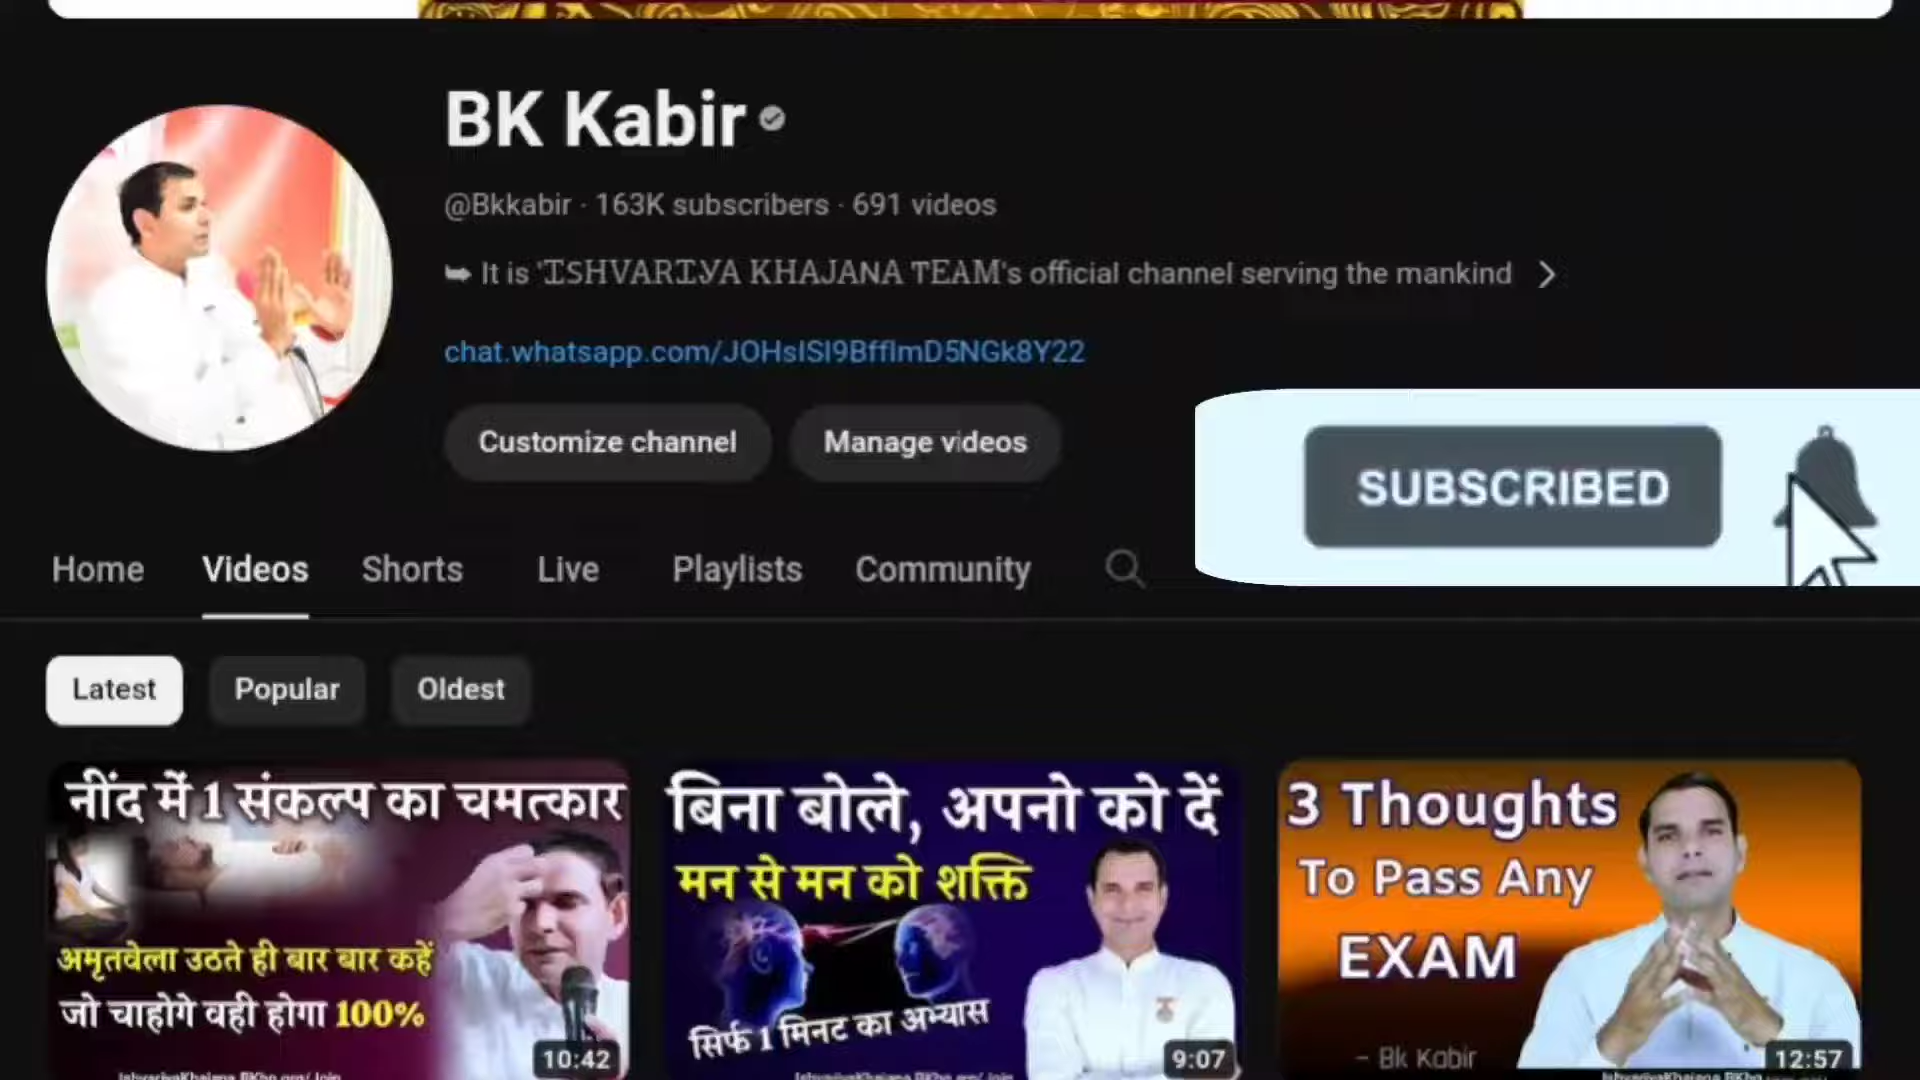 BK Kabir
@Bkkabir · 163K subscribers · 691 videos
➥ It is 'ISHVARIYA KHAJANA TEAM's official channel serving the mankind
chat.whatsapp.com/JOHsISI9BffImD5NGk8Y22
Customize channel Manage videos
SUBSCRIBED
Home Videos Shorts Live Playlists Community
Latest Popular Oldest
नींद में 1 संकल्प का चमत्कार
अमृतवेला उठते ही बार बार कहें
जो चाहोगे वही होगा 100%
10:42
बिना बोले, अपनो को दें
मन से मन को शक्ति
सिर्फ 1 मिनट का अभ्यास
9:07
3 Thoughts
To Pass Any
EXAM
– Bk Kabir
12:57